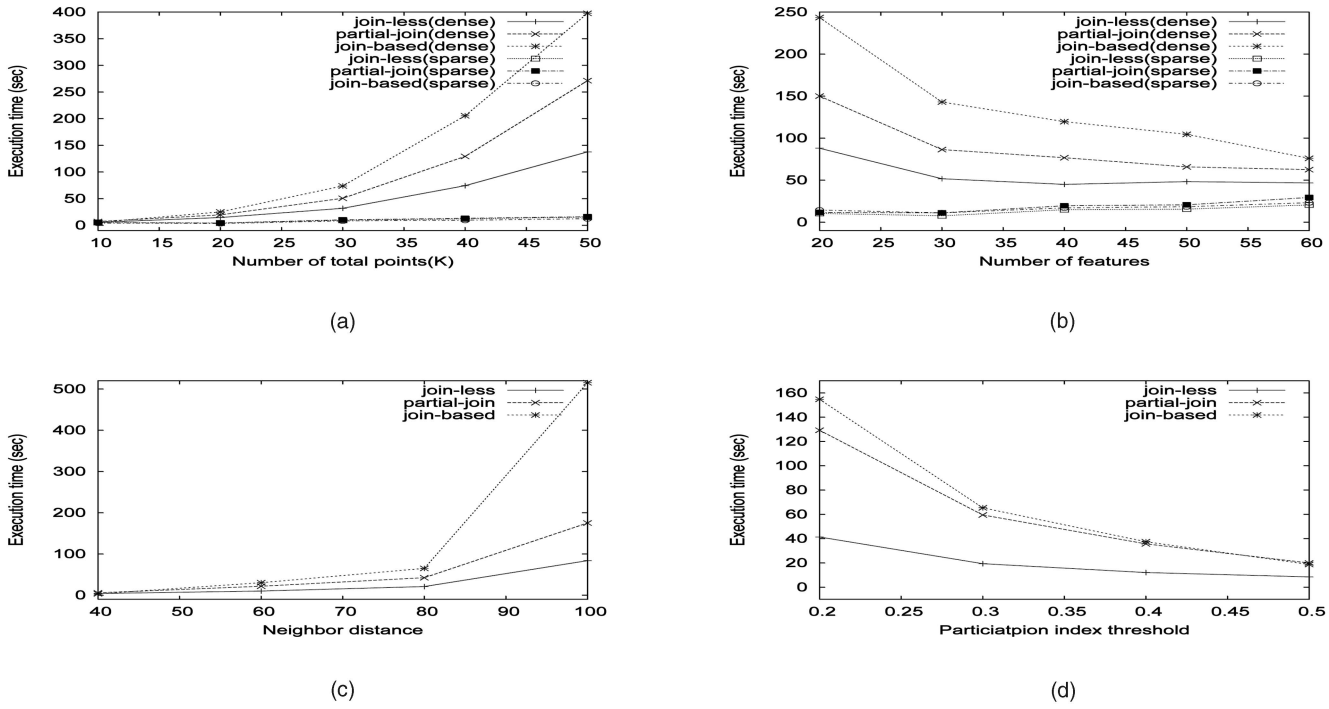 400
350
300
250
200
150
100
50
0
Execution time (sec)
join-less(dense)
partial-join(dense)
join-based(dense)
join-less(sparse)
partial-join(sparse)
join-based(sparse)
10 15 20 25 30 35 40 45 50
Number of total points(K)
(a)
250
200
150
100
50
0
Execution time (sec)
join-less(dense)
partial-join(dense)
join-based(dense)
join-less(sparse)
partial-join(sparse)
join-based(sparse)
20 25 30 35 40 45 50 55 60
Number of features
(b)
500
400
300
200
100
0
Execution time (sec)
join-less
partial-join
join-based
40 50 60 70 80 90 100
Neighbor distance
(c)
160
140
120
100
80
60
40
20
0
Execution time (sec)
join-less
partial-join
join-based
0.2 0.25 0.3 0.35 0.4 0.45 0.5
Particiatpion index threshold
(d)